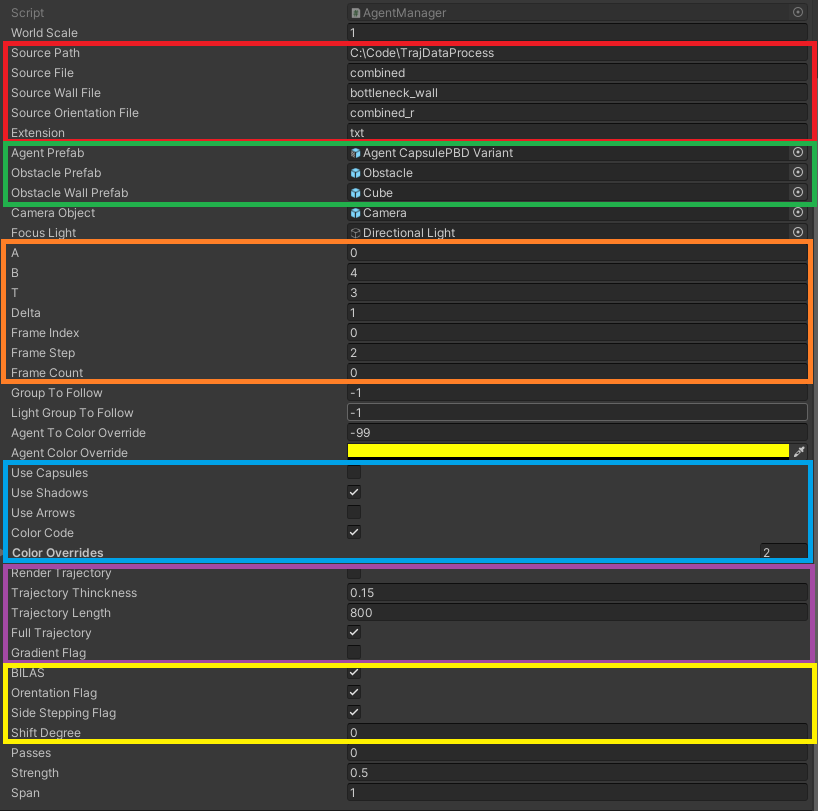 Script AgentManager
World Scale 1
Source Path C:\Code\TrajDataProcess
Source File combined
Source Wall File bottleneck_wall
Source Orientation File combined_r
Extension txt
Agent Prefab Agent CapsulePBD Variant
Obstacle Prefab Obstacle
Obstacle Wall Prefab Cube
Camera Object Camera
Focus Light Directional Light
A 0
B 4
T 3
Delta 1
Frame Index 0
Frame Step 2
Frame Count 0
Group To Follow -1
Light Group To Follow -1
Agent To Color Override -99
Agent Color Override
Use Capsules
Use Shadows
Use Arrows
Color Code
Color Overrides 2
Render Trajectory
Trajectory Thinckness 0.15
Trajectory Length 800
Full Trajectory
Gradient Flag
BILAS
Orentation Flag
Side Stepping Flag
Shift Degree 0
Passes 0
Strength 0.5
Span 1